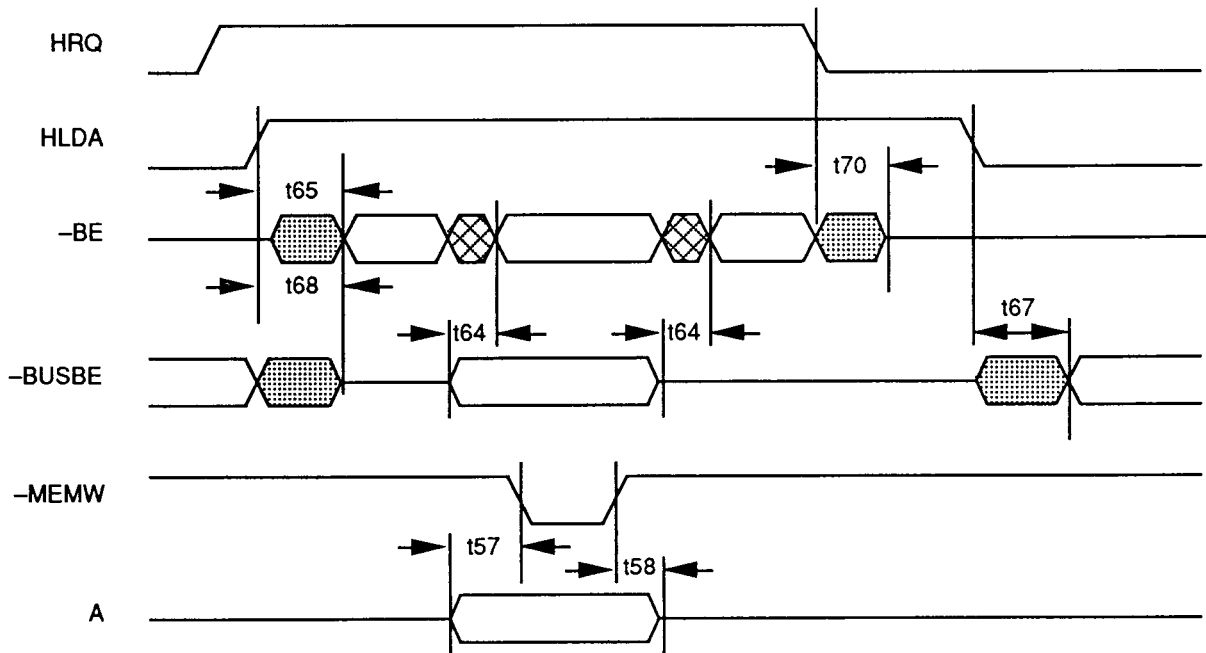 HRQ
HLDA
t65
t70
–BE
t68
t64
t64
t67
–BUSBE
–MEMW
t57
t58
A